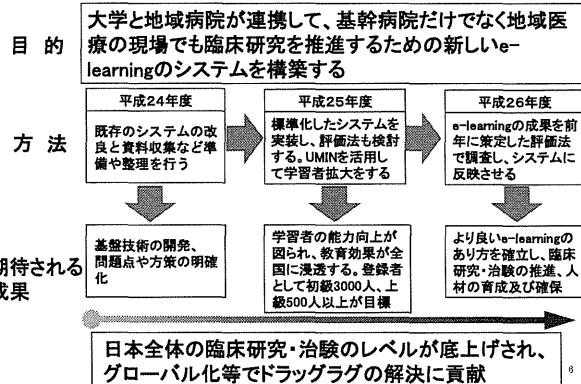 目 的
大学と地域病院が連携して、基幹病院だけでなく地域医
療の現場でも臨床研究を推進するための新しいe-
learningのシステムを構築する
方 法
平成24年度
既存のシステムの改
良と資料収集など準
備や整理を行う
平成25年度
標準化したシステムを
実装し、評価法も検討
する。UMINを活用し
て学習者拡大をする
平成26年度
e-learningの成果を前
年に策定した評価法
で調査し、システムに
反映させる
期待される
成果
基盤技術の開発、
問題点や方策の明確
化
学習者の能力向上が
図られ、教育効果が全
国に浸透する。登録者
として初級3000人、上
級500人以上が目標
より良いe-learningの
あり方を確立し、臨床
研究・治験の推進、人
材の育成及び確保
日本全体の臨床研究・治験のレベルが底上げされ、
グローバル化等でドラッグラグの解決に貢献
6